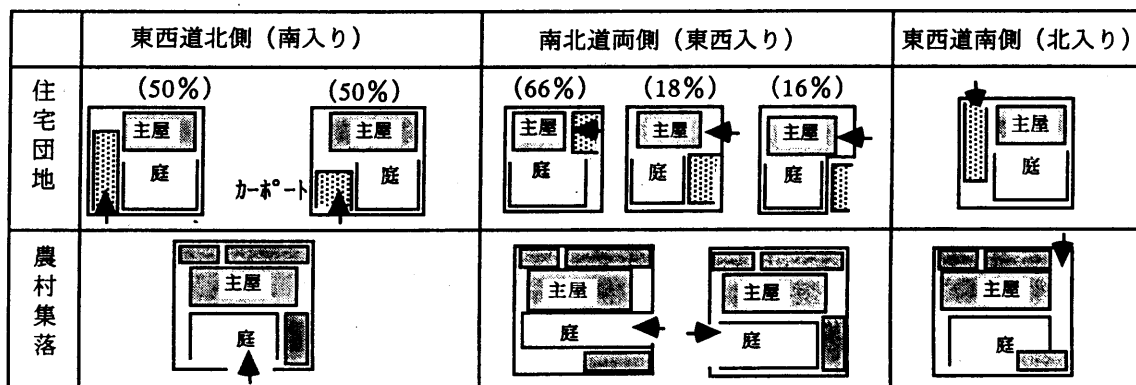 東西道北側（南入り）
南北道両側（東西入り）
東西道南側（北入り）
住宅団地
(50%)
(50%)
(66%)
(18%)
(16%)
主屋
主屋
主屋
主屋
主屋
主屋
庭
カーポート
庭
庭
庭
庭
庭
農村集落
主屋
主屋
主屋
主屋
庭
庭
庭
庭